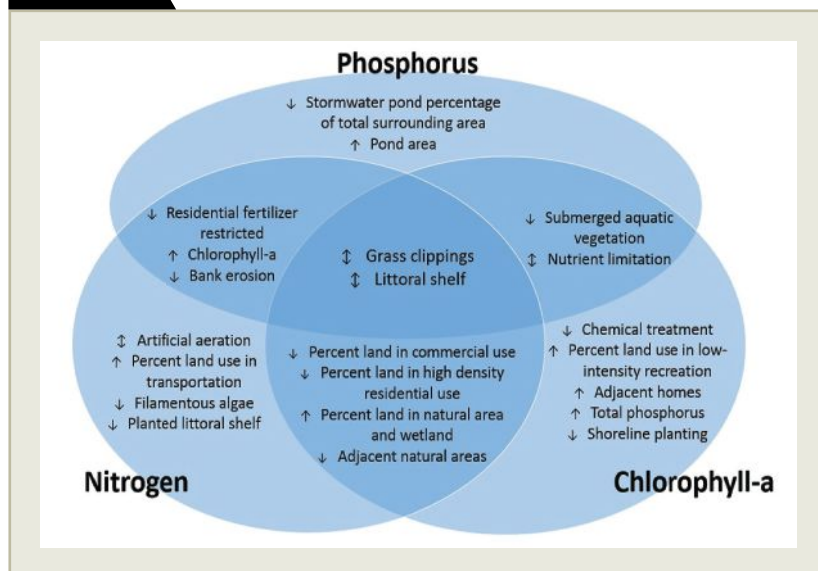 Phosphorus
↓ Stormwater pond percentage
of total surrounding area
↑ Pond area
↓ Residential fertilizer
restricted
↑ Chlorophyll-a
↓ Bank erosion
↕ Grass clippings
↕ Littoral shelf
↓ Submerged aquatic
vegetation
↕ Nutrient limitation
↕ Artificial aeration
↑ Percent land use in
transportation
↓ Filamentous algae
↓ Planted littoral shelf
↓ Percent land in commercial use
↓ Percent land in high density
residential use
↑ Percent land in natural area
and wetland
↓ Adjacent natural areas
↓ Chemical treatment
↑ Percent land use in low-
intensity recreation
↑ Adjacent homes
↑ Total phosphorus
↓ Shoreline planting
Nitrogen
Chlorophyll-a